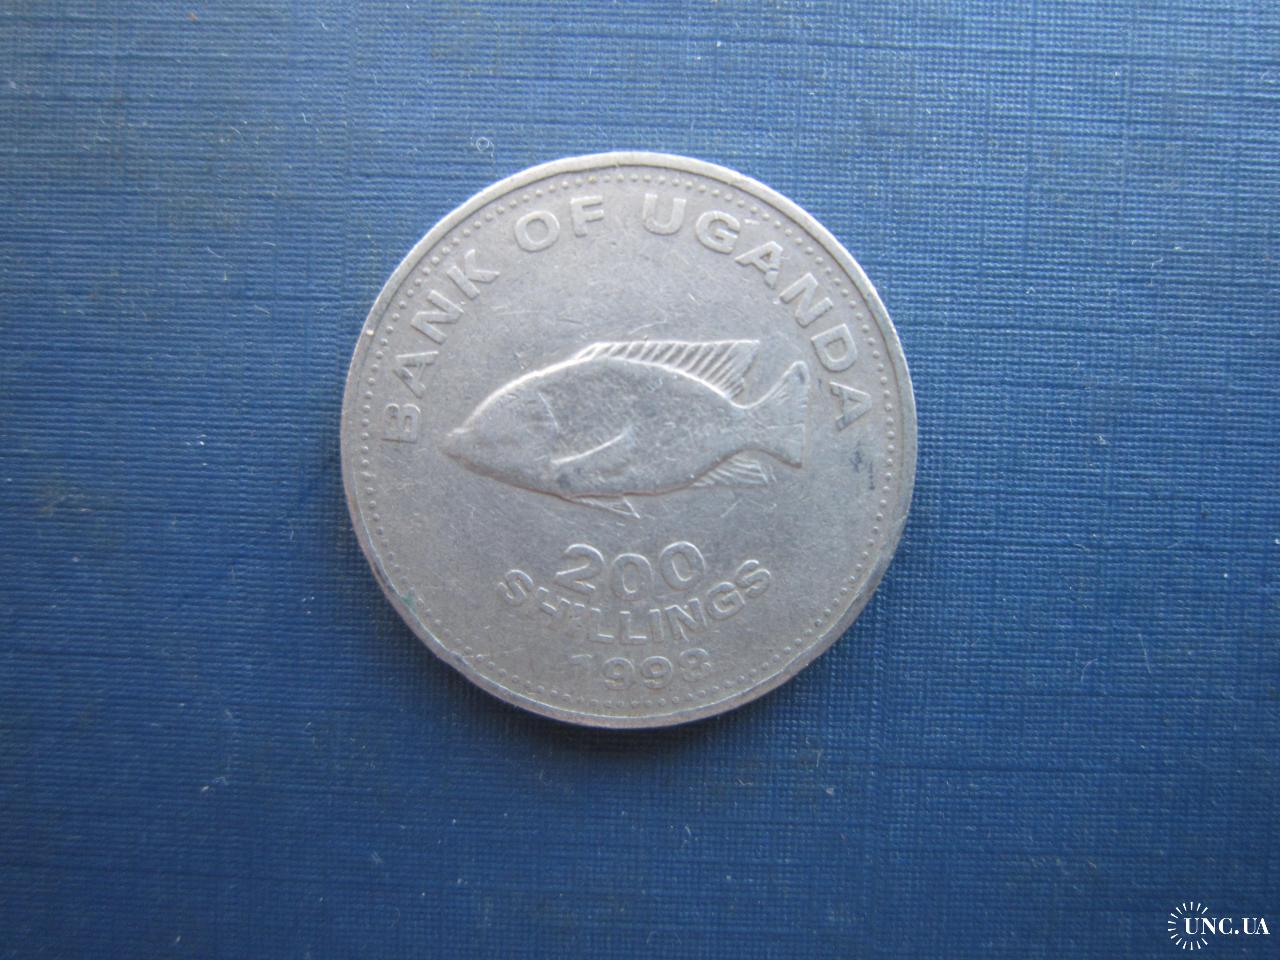 BANK OF UGANDA
200
SHILLINGS
1998
UNC.UA